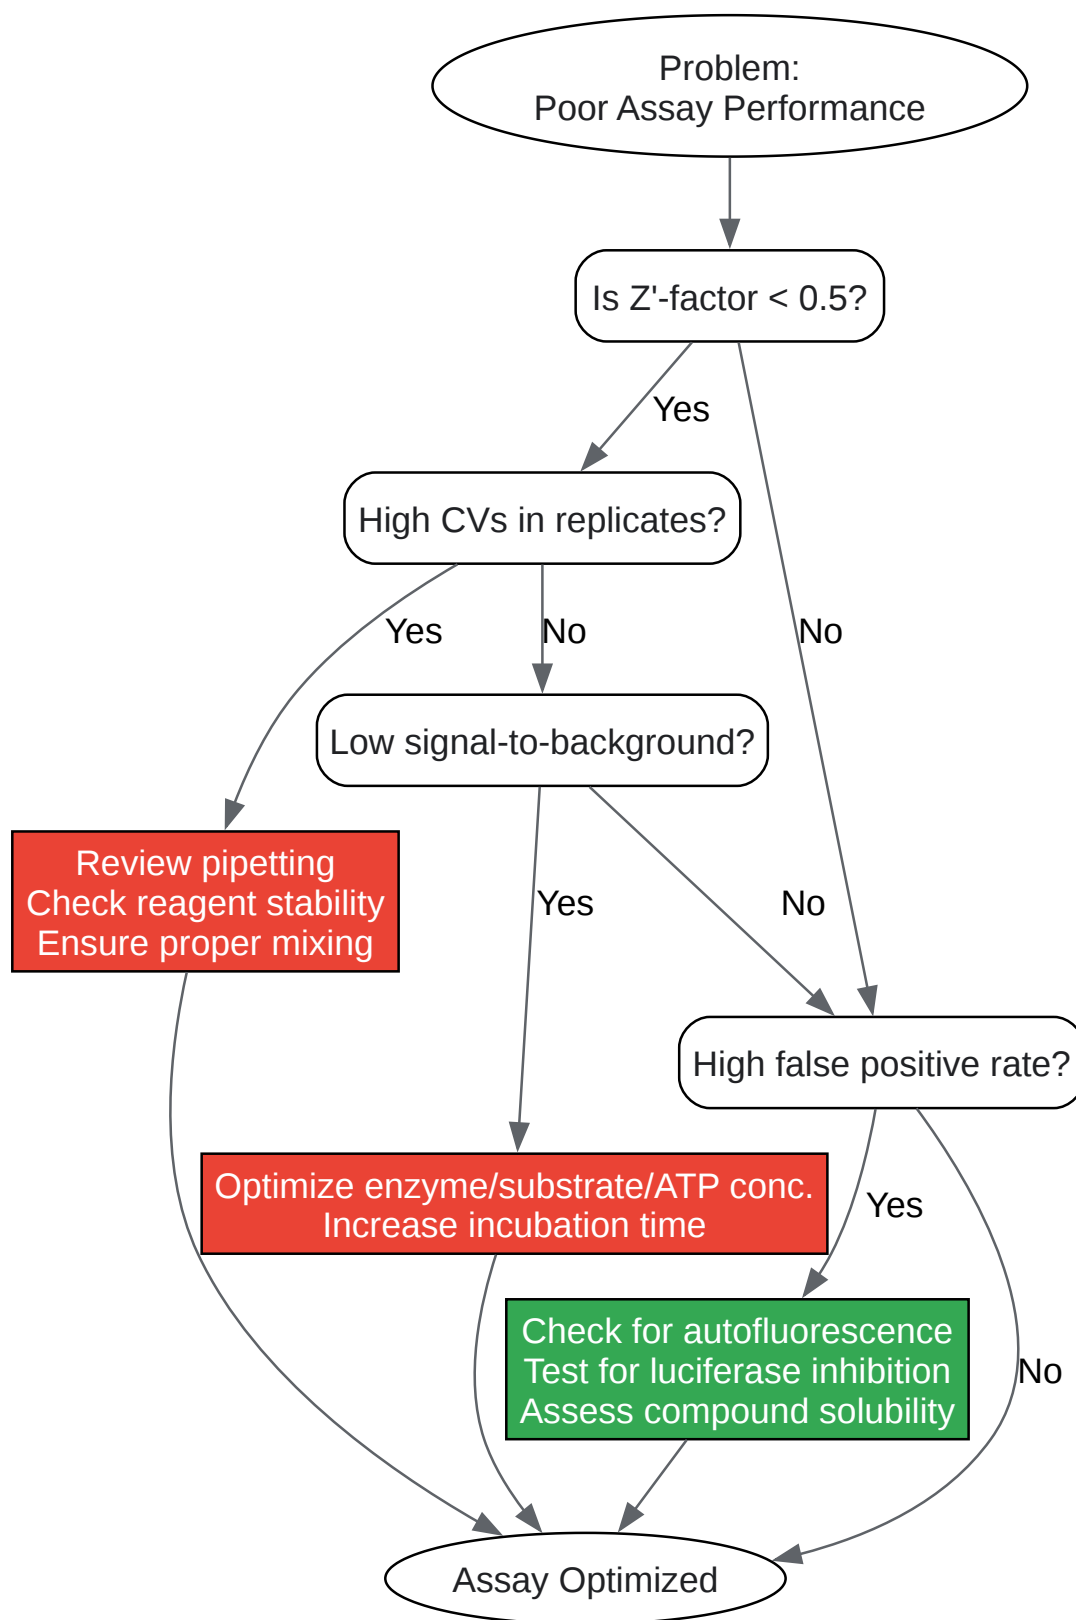 Problem:
Poor Assay Performance
Is Z'-factor < 0.5?
Yes
High CVs in replicates?
Yes
No
No
Low signal-to-background?
Review pipetting
Check reagent stability
Ensure proper mixing
Yes
No
High false positive rate?
Optimize enzyme/substrate/ATP conc.
Increase incubation time
Yes
Check for autofluorescence
Test for luciferase inhibition
Assess compound solubility
No
Assay Optimized